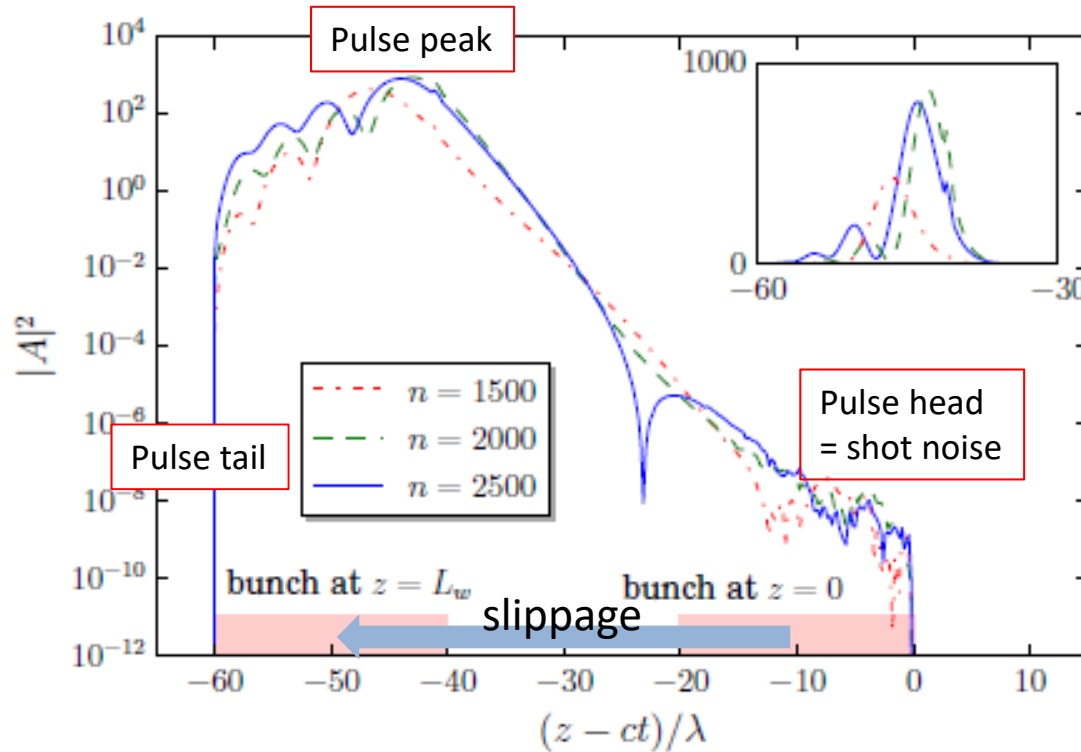 Pulse peak
10^4
10^2
10^0
10^−2
10^−4
10^−6
10^−8
10^−10
10^−12
|A|^2
1000
0
−60
−30
n = 1500
n = 2000
n = 2500
Pulse tail
Pulse head
= shot noise
bunch at z = L_w
bunch at z = 0
slippage
−60
−50
−40
−30
−20
−10
0
10
(z − ct)/λ